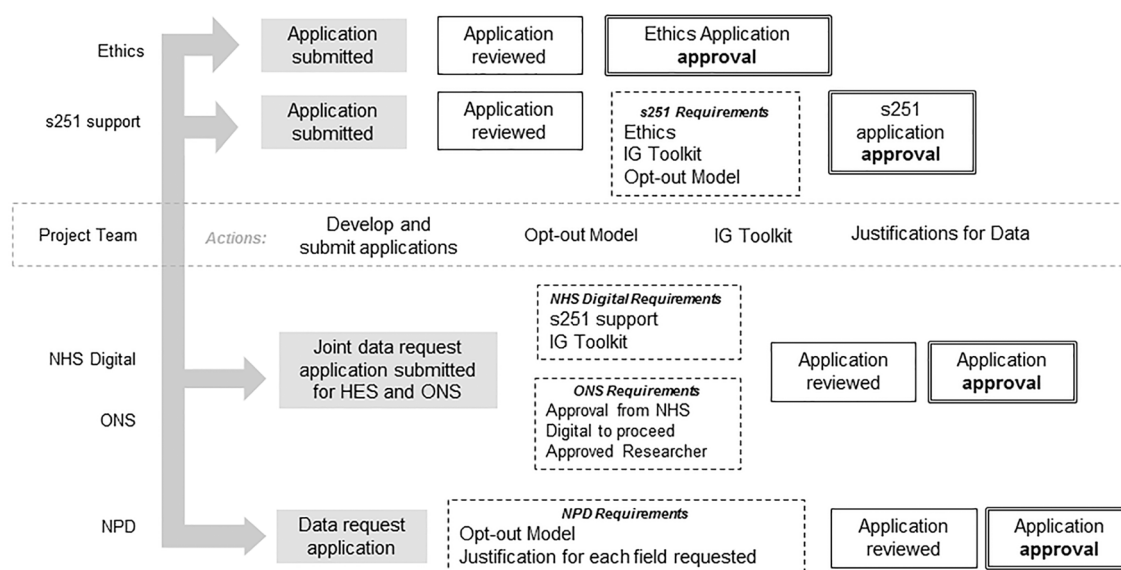 Ethics
Application
submitted
Application
reviewed
Ethics Application
approval
s251 support
Application
submitted
Application
reviewed
s251 Requirements
Ethics
IG Toolkit
Opt-out Model
s251
application
approval
Project Team
Actions:
Develop and
submit applications
Opt-out Model
IG Toolkit
Justifications for Data
NHS Digital
ONS
Joint data request
application submitted
for HES and ONS
NHS Digital Requirements
s251 support
IG Toolkit
ONS Requirements
Approval from NHS
Digital to proceed
Approved Researcher
Application
reviewed
Application
approval
NPD
Data request
application
NPD Requirements
Opt-out Model
Justification for each field requested
Application
reviewed
Application
approval